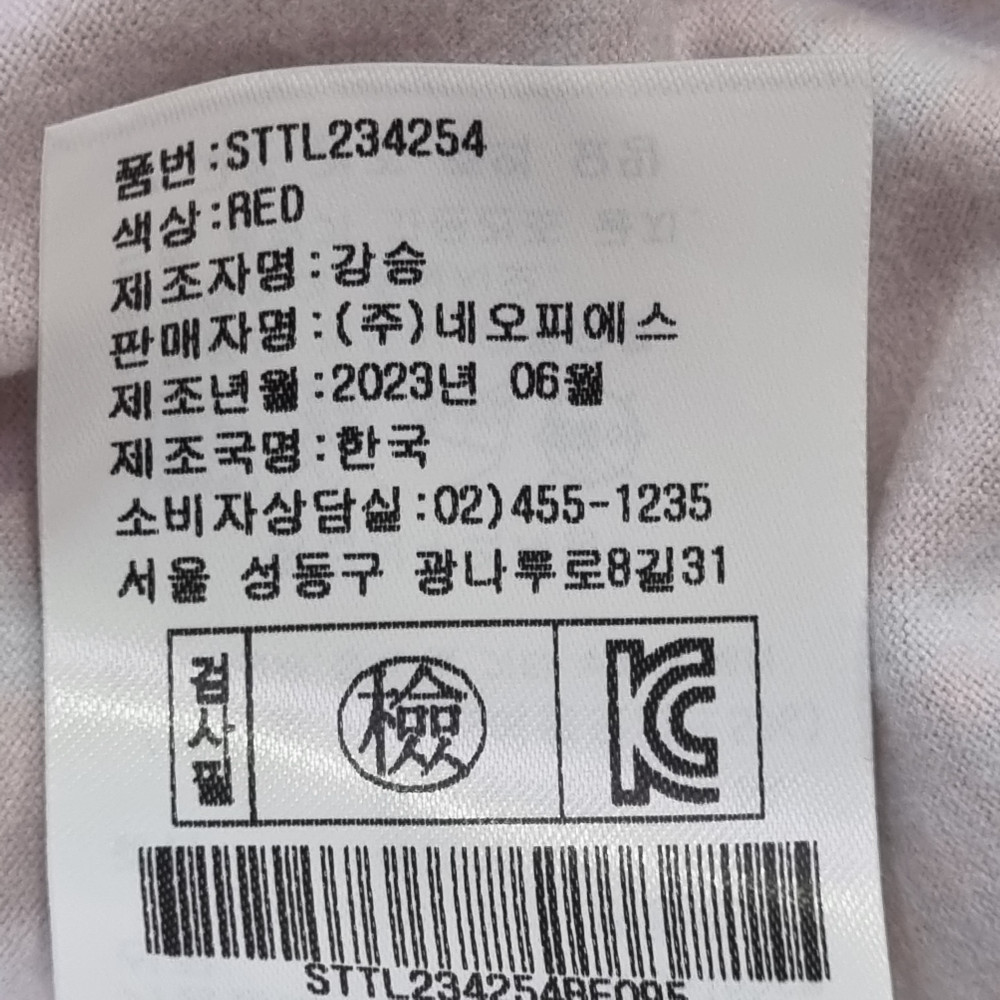 품번:STTL234254
색상:RED
제조자명:강승
판매자명:(주)네오피에스
제조년월:2023년 06월
제조국명:한국
소비자상담실:02)455-1235
서울 성동구 광나루로8길31
검사필
檢
KC
STTL234254RED95